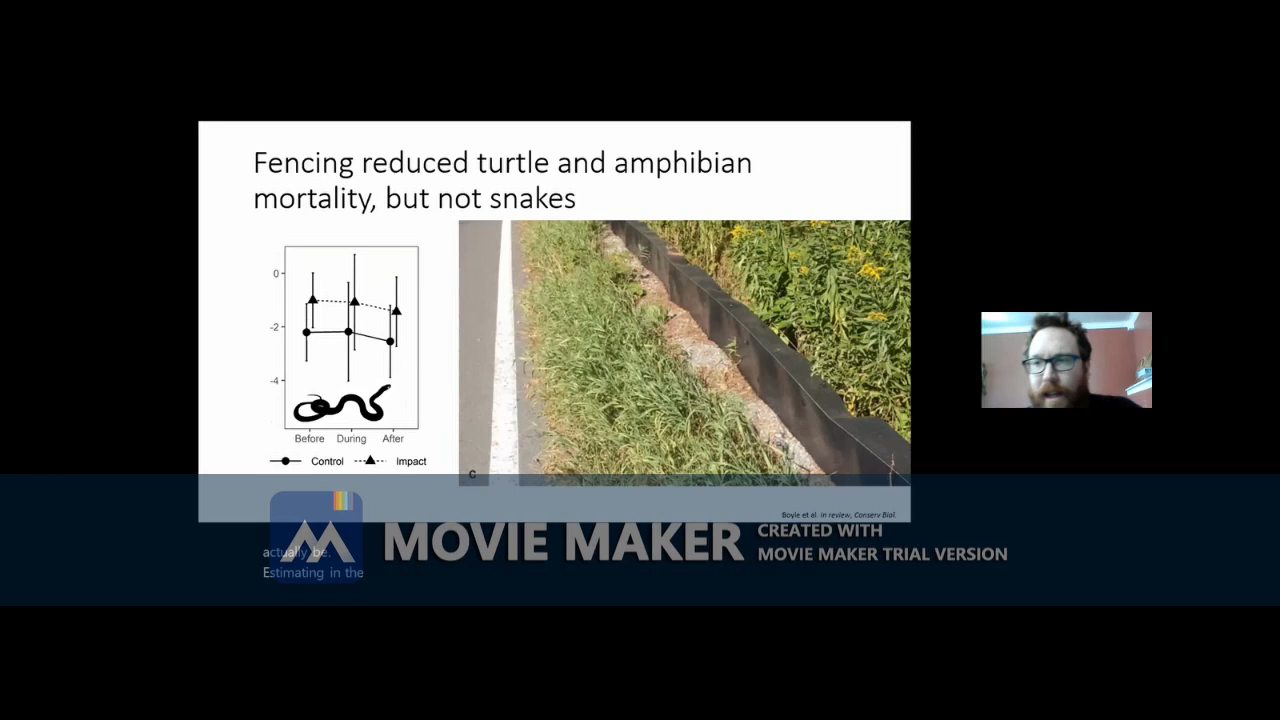 Fencing reduced turtle and amphibian
mortality, but not snakes
0
-2
-4
Before During After
Control Impact
C
Boyle et al. in review, Conserv Biol.
MOVIE MAKER
CREATED WITH
MOVIE MAKER TRIAL VERSION
actually be.
Estimating in the